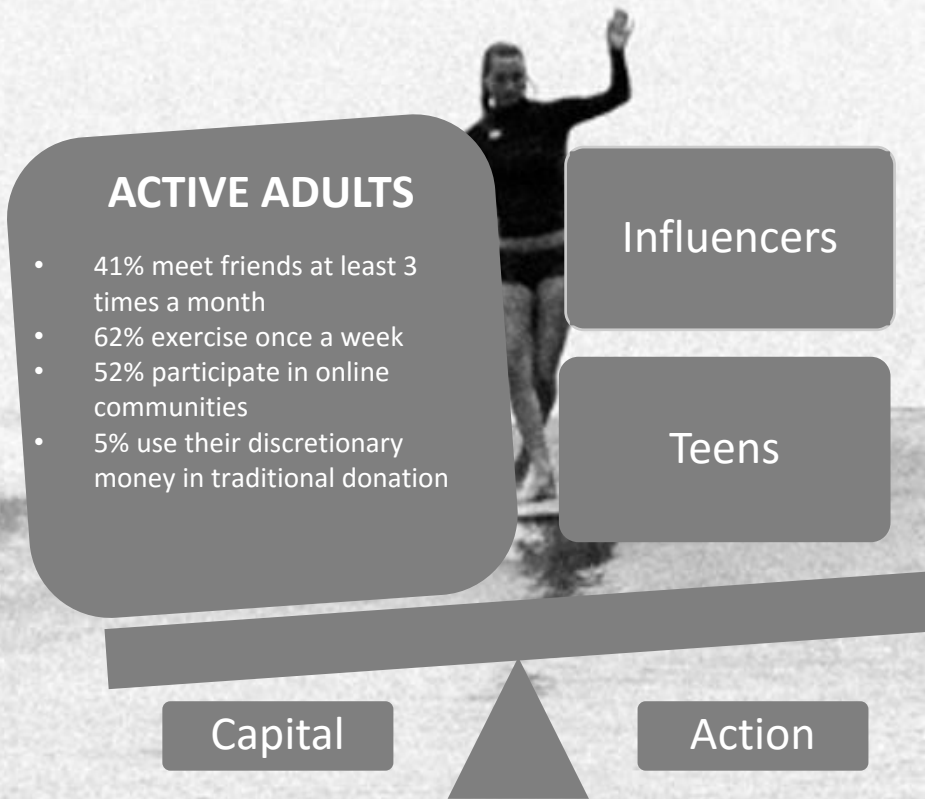 ACTIVE ADULTS
• 41% meet friends at least 3
times a month
• 62% exercise once a week
• 52% participate in online
communities
• 5% use their discretionary
money in traditional donation
Influencers
Teens
Capital
Action